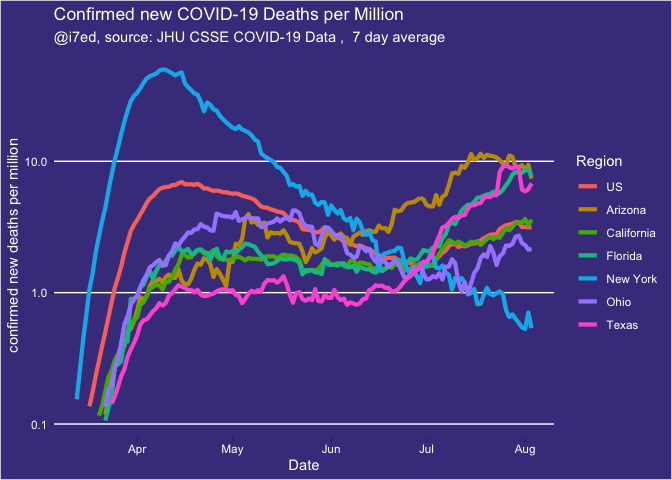 Confirmed new COVID-19 Deaths per Million
@i7ed, source: JHU CSSE COVID-19 Data ,  7 day average
confirmed new deaths per million
10.0
1.0
0.1
Apr
May
Jun
Jul
Aug
Date
Region
US
Arizona
California
Florida
New York
Ohio
Texas